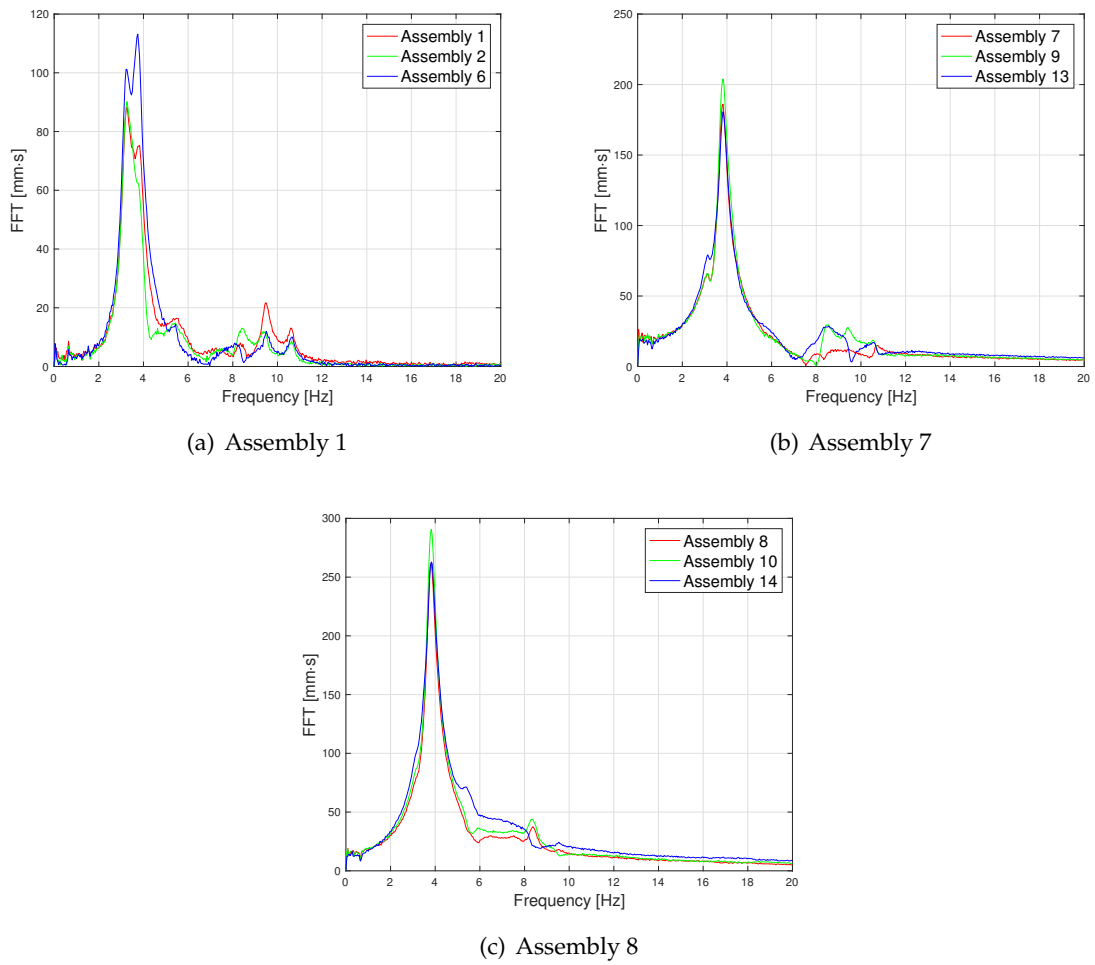 120
100
80
60
40
20
0
FFT [mm·s]
0 2 4 6 8 10 12 14 16 18 20
Frequency [Hz]
Assembly 1
Assembly 2
Assembly 6
(a) Assembly 1
250
200
150
100
50
0
FFT [mm·s]
0 2 4 6 8 10 12 14 16 18 20
Frequency [Hz]
Assembly 7
Assembly 9
Assembly 13
(b) Assembly 7
300
250
200
150
100
50
0
FFT [mm·s]
0 2 4 6 8 10 12 14 16 18 20
Frequency [Hz]
Assembly 8
Assembly 10
Assembly 14
(c) Assembly 8